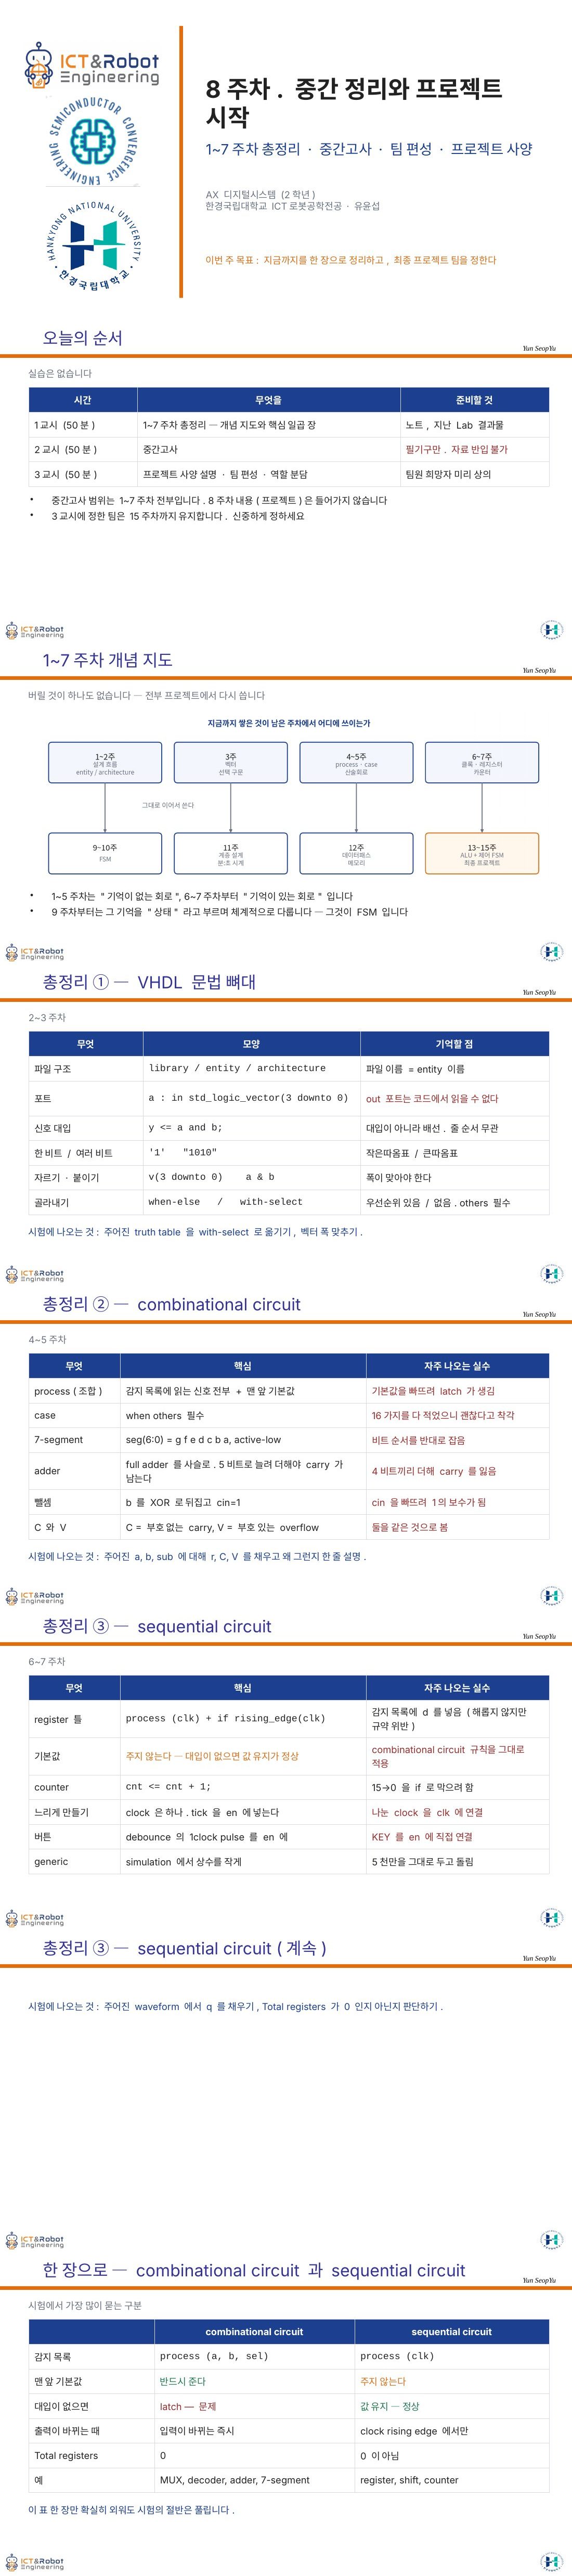 ICT&Robot
Engineering
SEMICONDUCTOR CONVERGENCE ENGINEERING
HANKYONG NATIONAL UNIVERSITY
한경국립대학교
8 주차 . 중간 정리와 프로젝트
시작
1~7 주차 총정리 · 중간고사 · 팀 편성 · 프로젝트 사양
AX 디지털시스템 (2 학년 )
한경국립대학교 ICT 로봇공학전공 · 유윤섭
이번 주 목표 : 지금까지를 한 장으로 정리하고 , 최종 프로젝트 팀을 정한다
오늘의 순서
Yun SeopYu
실습은 없습니다
시간 무엇을 준비할 것
1 교시 (50 분 ) 1~7 주차 총정리 — 개념 지도와 핵심 일곱 장 노트 , 지난 Lab 결과물
2 교시 (50 분 ) 중간고사 필기구만 . 자료 반입 불가
3 교시 (50 분 ) 프로젝트 사양 설명 · 팀 편성 · 역할 분담 팀원 희망자 미리 상의
• 중간고사 범위는 1~7 주차 전부입니다 . 8 주차 내용 ( 프로젝트 ) 은 들어가지 않습니다
• 3 교시에 정한 팀은 15 주차까지 유지합니다 . 신중하게 정하세요
ICT&Robot
Engineering
1~7 주차 개념 지도
Yun SeopYu
버릴 것이 하나도 없습니다 — 전부 프로젝트에서 다시 씁니다
지금까지 쌓은 것이 남은 주차에서 어디에 쓰이는가
1~2주 3주 4~5주 6~7주
설계 흐름 벡터 process · case 클록 · 레지스터
entity / architecture 선택 구문 산술회로 카운터
그대로 이어서 쓴다
9~10주 11주 12주 13~15주
FSM 계층 설계 데이터패스 ALU + 제어 FSM
분:초 시계 메모리 최종 프로젝트
• 1~5 주차는 " 기억이 없는 회로 ", 6~7 주차부터 " 기억이 있는 회로 " 입니다
• 9 주차부터는 그 기억을 " 상태 " 라고 부르며 체계적으로 다룹니다 — 그것이 FSM 입니다
ICT&Robot
Engineering
총정리 ① — VHDL 문법 뼈대
Yun SeopYu
2~3 주차
무엇 모양 기억할 점
파일 구조 library / entity / architecture 파일 이름 = entity 이름
포트 a : in std_logic_vector(3 downto 0) out 포트는 코드에서 읽을 수 없다
신호 대입 y <= a and b; 대입이 아니라 배선 . 줄 순서 무관
한 비트 / 여러 비트 '1' "1010" 작은따옴표 / 큰따옴표
자르기 · 붙이기 v(3 downto 0) a & b 폭이 맞아야 한다
골라내기 when-else / with-select 우선순위 있음 / 없음 . others 필수
시험에 나오는 것 : 주어진 truth table 을 with-select 로 옮기기 , 벡터 폭 맞추기 .
ICT&Robot
Engineering
총정리 ② — combinational circuit
Yun SeopYu
4~5 주차
무엇 핵심 자주 나오는 실수
process ( 조합 ) 감지 목록에 읽는 신호 전부 + 맨 앞 기본값 기본값을 빠뜨려 latch 가 생김
case when others 필수 16 가지를 다 적었으니 괜찮다고 착각
7-segment seg(6:0) = g f e d c b a, active-low 비트 순서를 반대로 잡음
adder full adder 를 사슬로 . 5 비트로 늘려 더해야 carry 가 4 비트끼리 더해 carry 를 잃음
남는다
뺄셈 b 를 XOR 로 뒤집고 cin=1 cin 을 빠뜨려 1 의 보수가 됨
C 와 V C = 부호 없는 carry, V = 부호 있는 overflow 둘을 같은 것으로 봄
시험에 나오는 것 : 주어진 a, b, sub 에 대해 r, C, V 를 채우고 왜 그런지 한 줄 설명 .
ICT&Robot
Engineering
총정리 ③ — sequential circuit
Yun SeopYu
6~7 주차
무엇 핵심 자주 나오는 실수
register 틀 process (clk) + if rising_edge(clk) 감지 목록에 d 를 넣음 ( 해롭지 않지만
규약 위반 )
기본값 주지 않는다 — 대입이 없으면 값 유지가 정상 combinational circuit 규칙을 그대로
적용
counter cnt <= cnt + 1; 15→0 을 if 로 막으려 함
느리게 만들기 clock 은 하나 . tick 을 en 에 넣는다 나눈 clock 을 clk 에 연결
버튼 debounce 의 1clock pulse 를 en 에 KEY 를 en 에 직접 연결
generic simulation 에서 상수를 작게 5 천만을 그대로 두고 돌림
ICT&Robot
Engineering
총정리 ③ — sequential circuit ( 계속 )
Yun SeopYu
시험에 나오는 것 : 주어진 waveform 에서 q 를 채우기 , Total registers 가 0 인지 아닌지 판단하기 .
ICT&Robot
Engineering
한 장으로 — combinational circuit 과 sequential circuit
Yun SeopYu
시험에서 가장 많이 묻는 구분
combinational circuit sequential circuit
감지 목록 process (a, b, sel) process (clk)
맨 앞 기본값 반드시 준다 주지 않는다
대입이 없으면 latch — 문제 값 유지 — 정상
출력이 바뀌는 때 입력이 바뀌는 즉시 clock rising edge 에서만
Total registers 0 0 이 아님
예 MUX, decoder, adder, 7-segment register, shift, counter
이 표 한 장만 확실히 외워도 시험의 절반은 풀립니다 .
ICT&Robot
Engineering